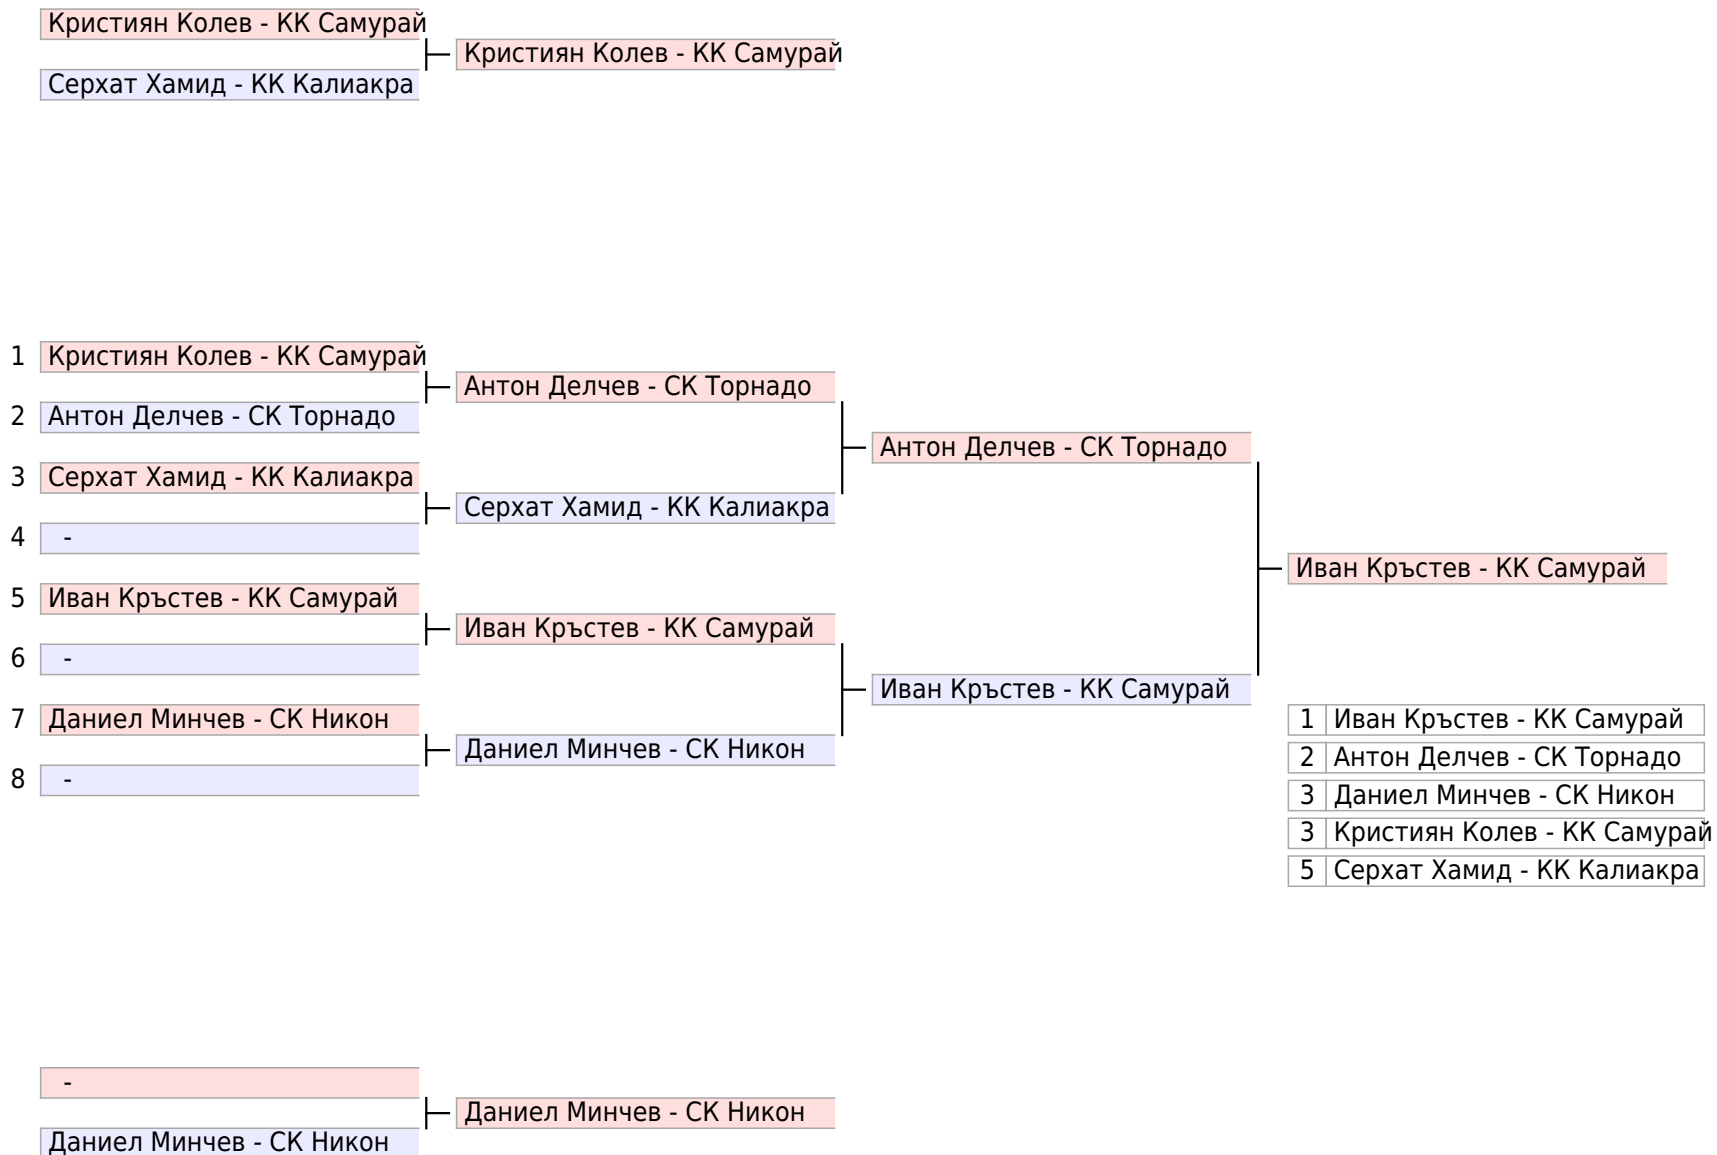 Кристиян Колев - КК Самурай
Кристиян Колев - КК Самурай
Серхат Хамид - КК Калиакра
1 Кристиян Колев - КК Самурай
Антон Делчев - СК Торнадо
2 Антон Делчев - СК Торнадо
Антон Делчев - СК Торнадо
3 Серхат Хамид - КК Калиакра
Серхат Хамид - КК Калиакра
4 -
Иван Кръстев - КК Самурай
5 Иван Кръстев - КК Самурай
Иван Кръстев - КК Самурай
6 -
Иван Кръстев - КК Самурай
7 Даниел Минчев - СК Никон
Даниел Минчев - СК Никон
8 -
1 Иван Кръстев - КК Самурай
2 Антон Делчев - СК Торнадо
3 Даниел Минчев - СК Никон
3 Кристиян Колев - КК Самурай
5 Серхат Хамид - КК Калиакра
-
Даниел Минчев - СК Никон
Даниел Минчев - СК Никон